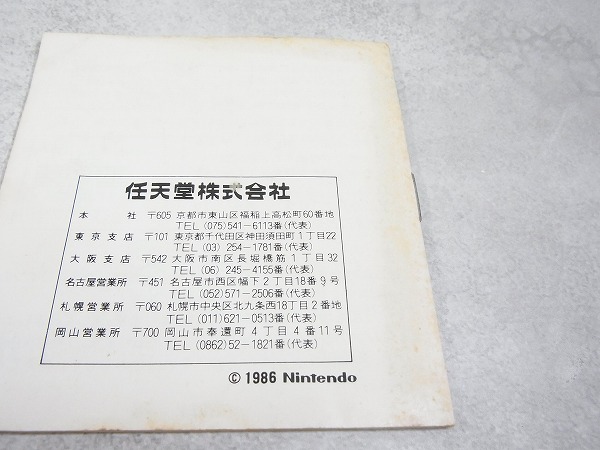 任天堂株式会社
本社 〒605 京都市東山区福稲上高松町60番地
TEL (075)541-6113番(代表)
東京支店 〒101 東京都千代田区神田須田町1丁目22
TEL (03) 254-1781番(代表)
大阪支店 〒542 大阪市南区長堀橋筋1丁目32
TEL (06) 245-4155番(代表)
名古屋営業所 〒451 名古屋市西区幅下2丁目18番9号
TEL (052)571-2506番(代表)
札幌営業所 〒060 札幌市中央区北九条西18丁目2番地
TEL (011)621-0513番(代表)
岡山営業所 〒700 岡山市奉還町4丁目4番11号
TEL (0862)52-1821番(代表)
© 1986 Nintendo